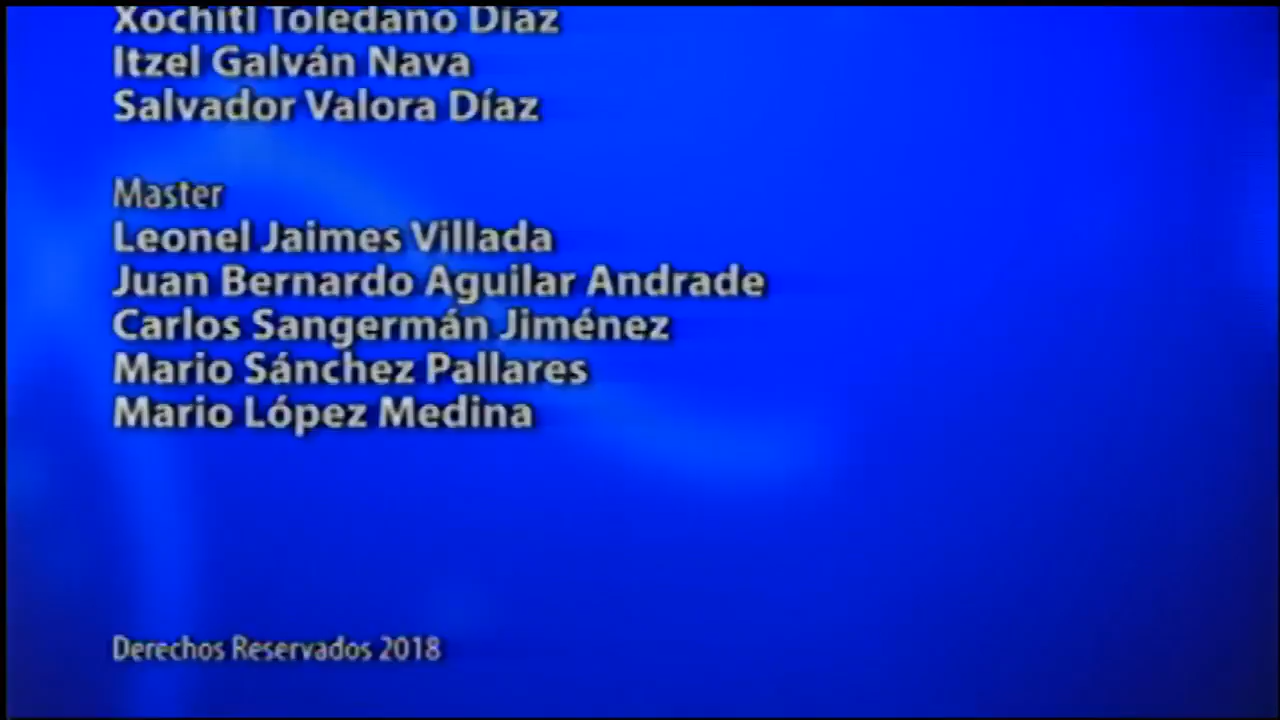 Xochitl Toledano Díaz
Itzel Galván Nava
Salvador Valora Díaz
Master
Leonel Jaimes Villada
Juan Bernardo Aguilar Andrade
Carlos Sangermán Jiménez
Mario Sánchez Pallares
Mario López Medina
Derechos Reservados 2018